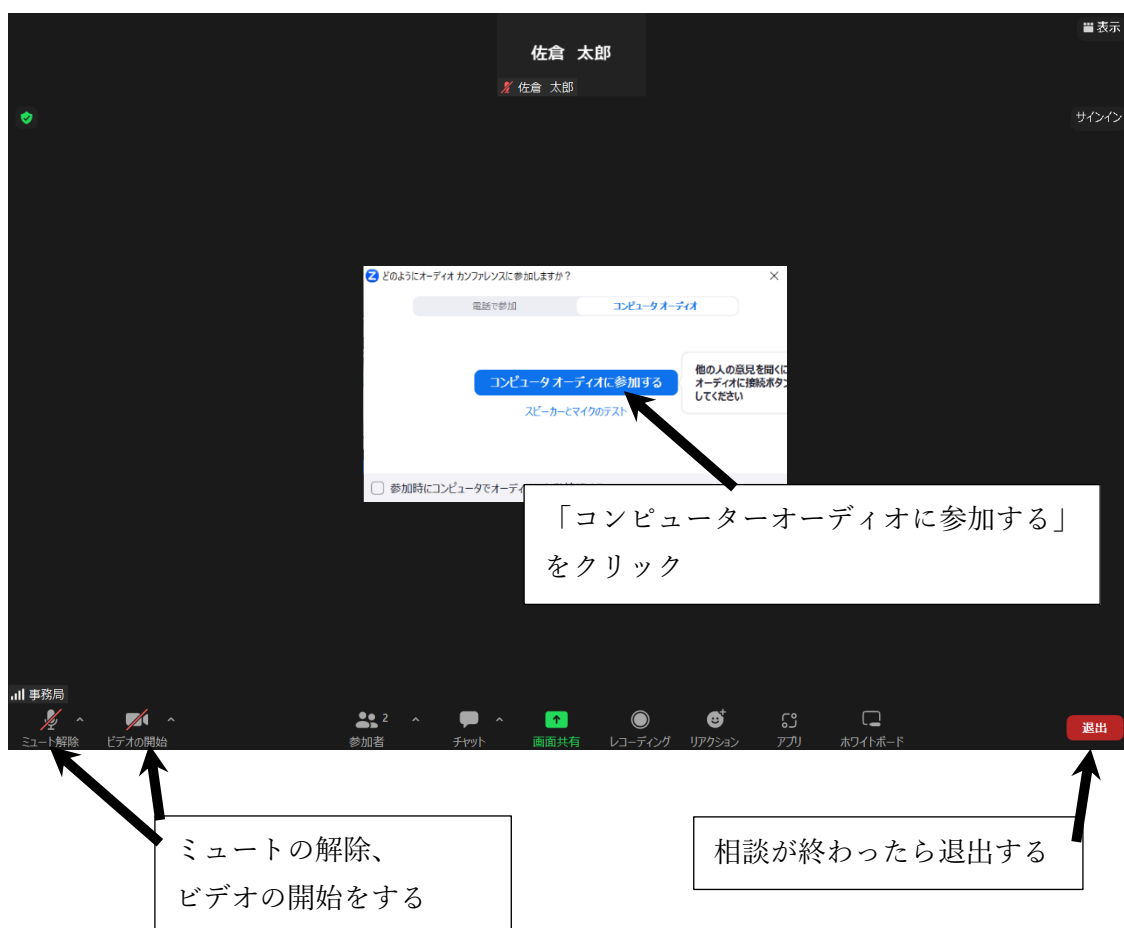 表示
佐倉　太郎
佐倉　太郎
サインイン
どのようにオーディオ カンファレンスに参加しますか？
電話で参加
コンピュータ オーディオ
コンピュータ オーディオに参加する
他の人の意見を聞くに
オーディオに接続ボタン
してください
スピーカーとマイクのテスト
参加時にコンピュータでオーディ
「コンピューターオーディオに参加する」
をクリック
事務局
2
ミュート解除
ビデオの開始
参加者
チャット
画面共有
レコーディング
リアクション
アプリ
ホワイトボード
退出
ミュートの解除、
ビデオの開始をする
相談が終わったら退出する